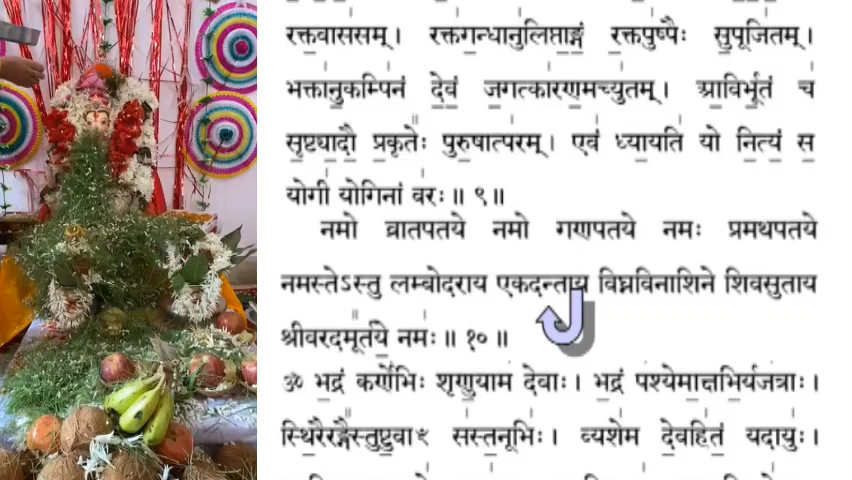 रक्तवाससम्। रक्तगन्धानुलिप्ताङ्गं रक्तपुष्पैः सुपूजितम्।
भक्तानुकम्पिनं देवं जगत्कारणमच्युतम्। आविर्भूतं च
सृष्ट्यादौ प्रकृतेः पुरुषात्परम्। एवं ध्यायति यो नित्यं स
योगी योगिनां वरः॥ ९॥
नमो व्रातपतये नमो गणपतये नमः प्रमथपतये
नमस्तेऽस्तु लम्बोदराय एकदन्ताय विघ्नविनाशिने शिवसुताय
श्रीवरदमूर्तये नमः॥ १०॥
ॐ भद्रं कर्णेभिः शृणुयाम देवाः। भद्रं पश्येमाक्षभिर्यजत्राः।
स्थिरैरङ्गैस्तुष्टुवाꣳ सस्तनूभिः। व्यशेम देवहितं यदायुः।